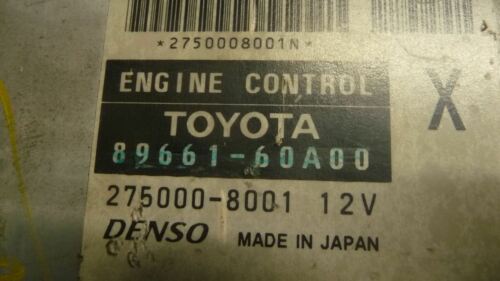 *2750008001N*
ENGINE CONTROL
X
TOYOTA
89661-60A00
275000-8001 12V
DENSO MADE IN JAPAN